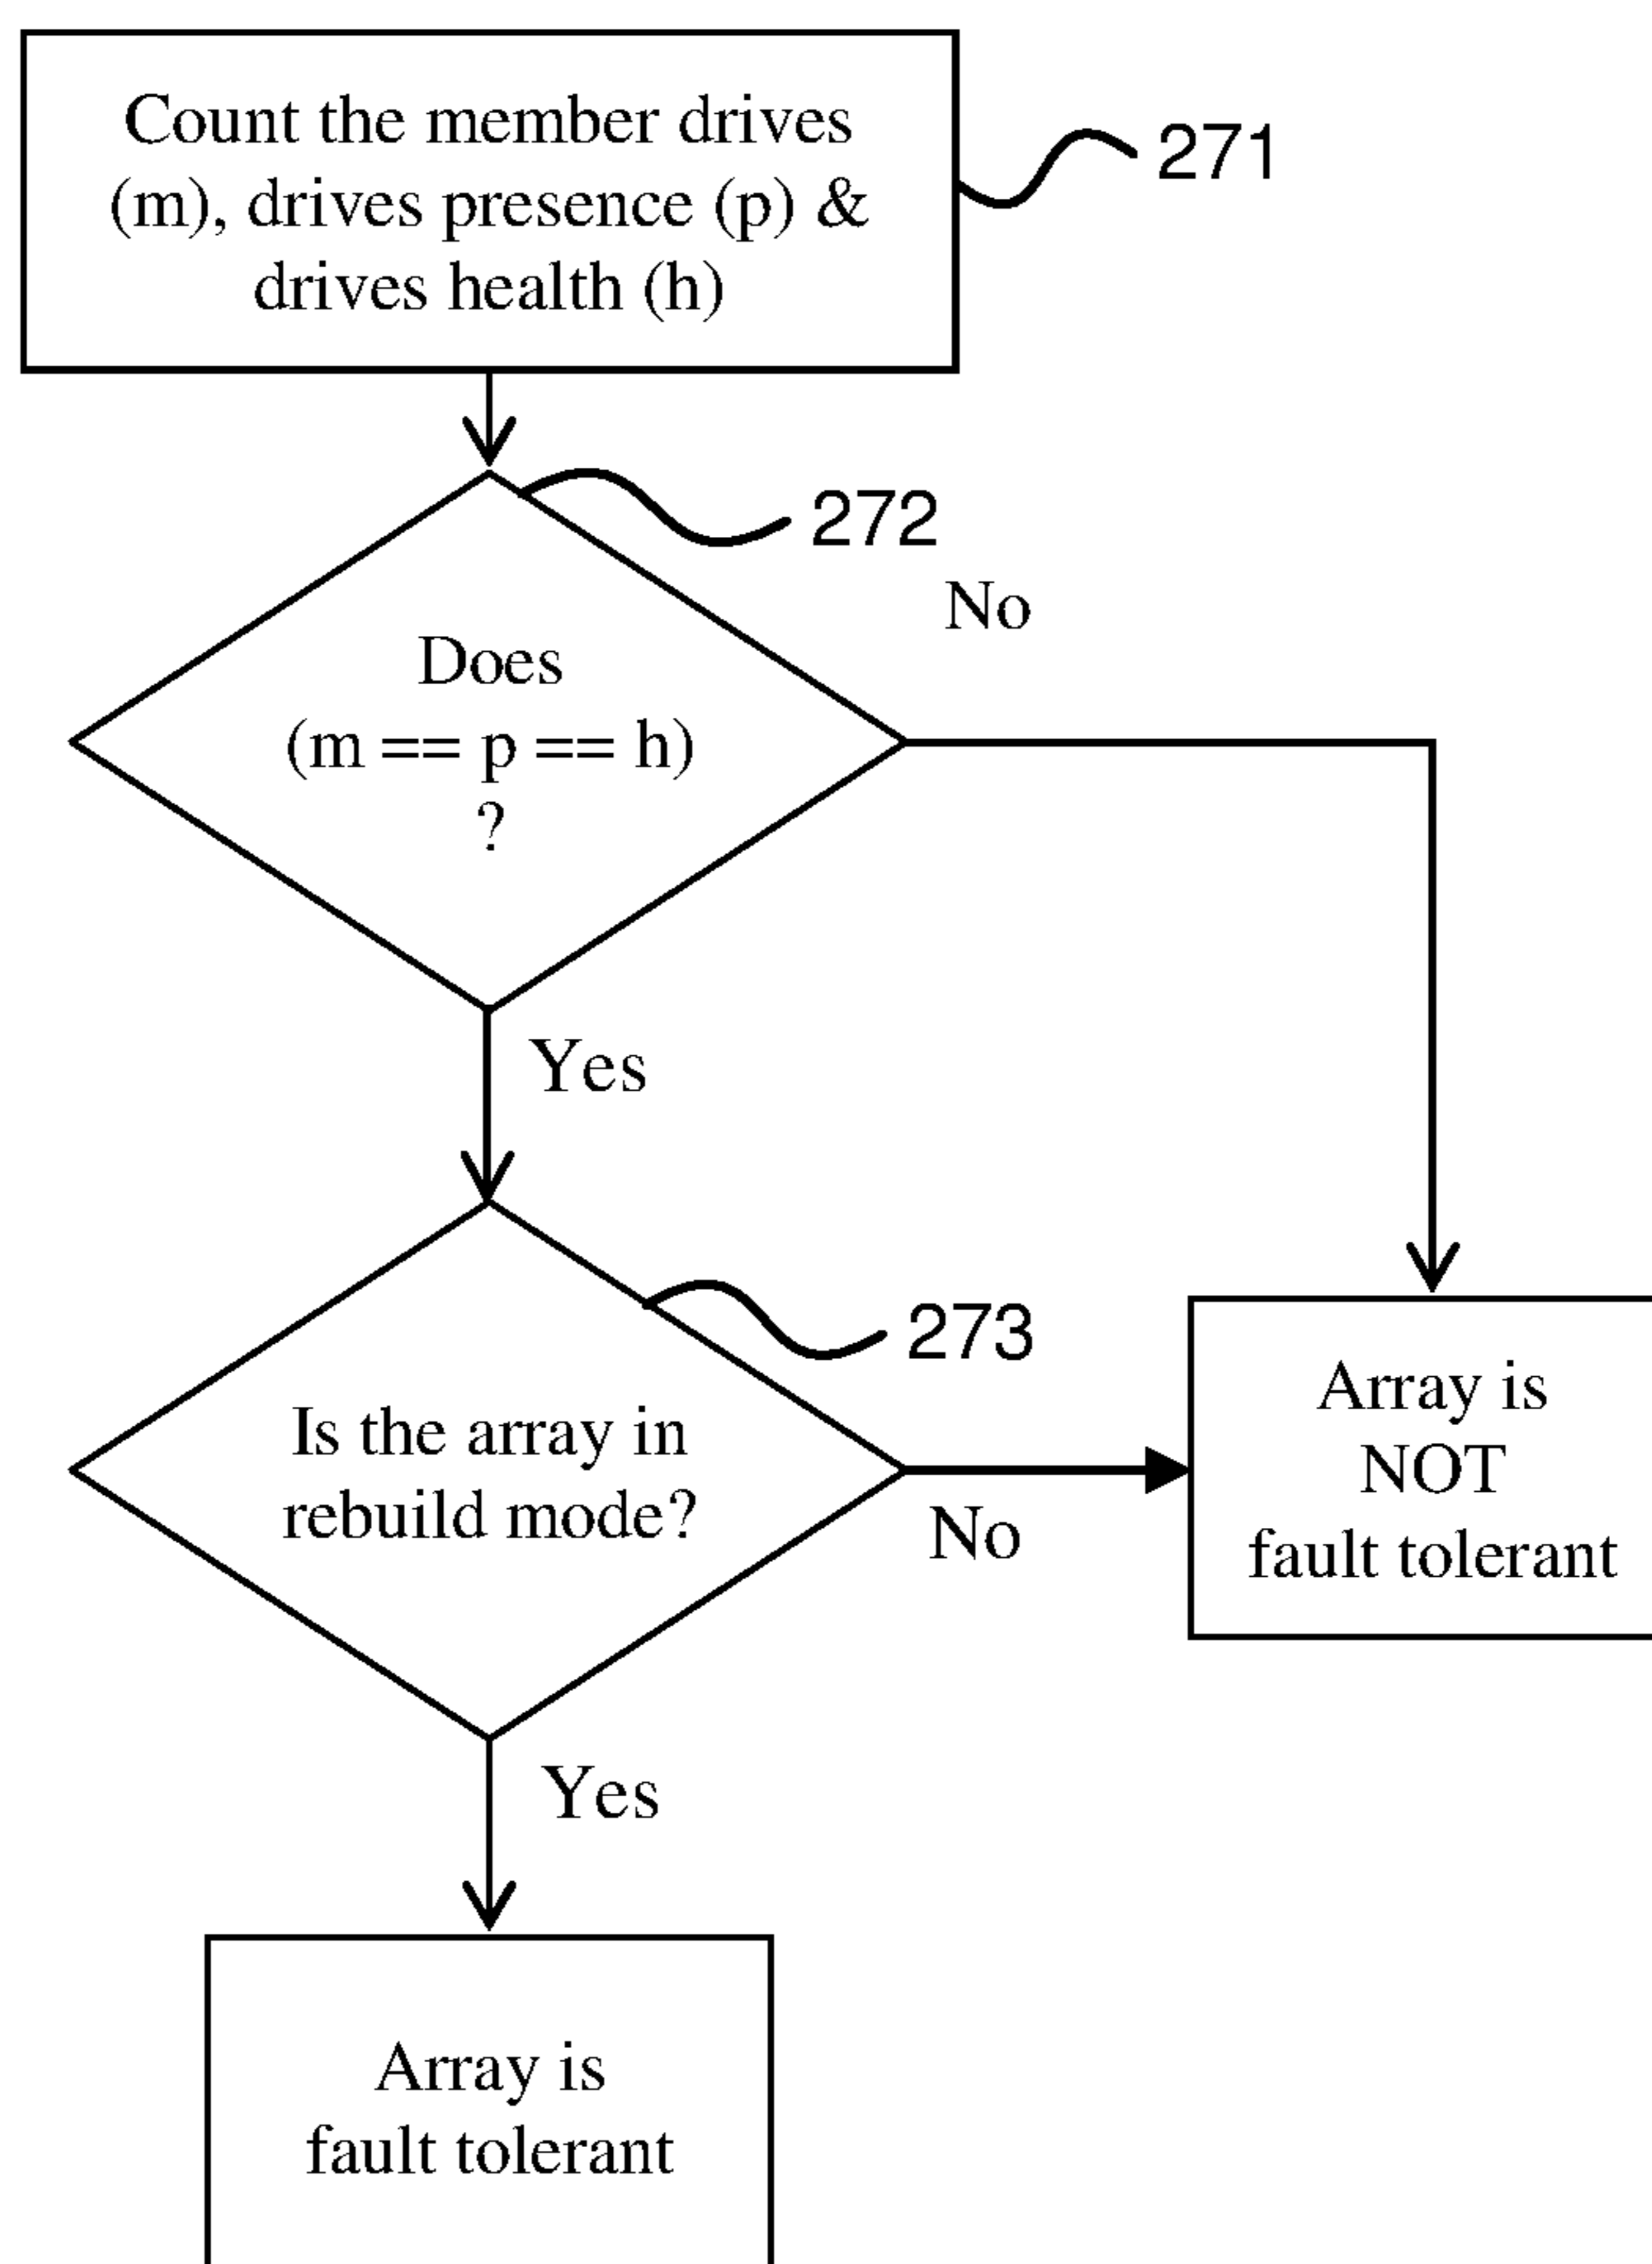 Count the member drives
(m), drives presence (p) &
drives health (h)
271
272
No
Does
(m == p == h)
?
Yes
273
Is the array in
rebuild mode?
No
Array is
NOT
fault tolerant
Yes
Array is
fault tolerant